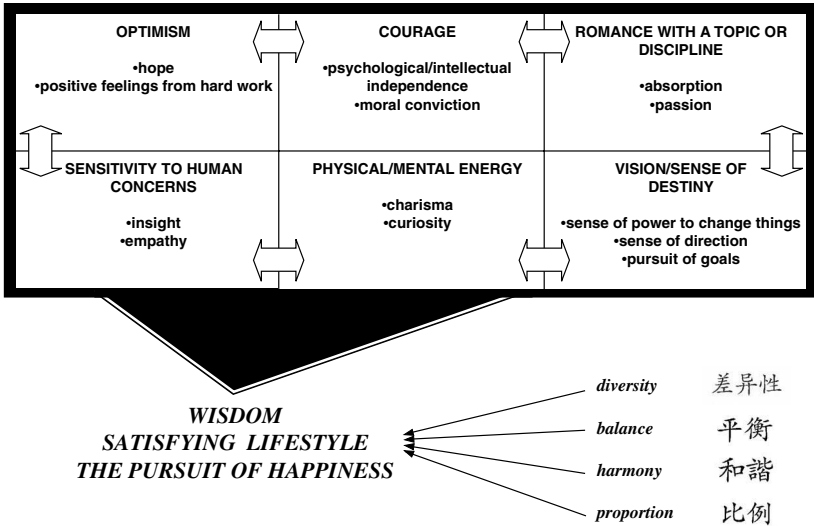 OPTIMISM
•hope
•positive feelings from hard work
COURAGE
•psychological/intellectual
independence
•moral conviction
ROMANCE WITH A TOPIC OR
DISCIPLINE
•absorption
•passion
SENSITIVITY TO HUMAN
CONCERNS
•insight
•empathy
PHYSICAL/MENTAL ENERGY
•charisma
•curiosity
VISION/SENSE OF
DESTINY
•sense of power to change things
•sense of direction
•pursuit of goals
WISDOM
SATISFYING LIFESTYLE
THE PURSUIT OF HAPPINESS
diversity 差异性
balance 平衡
harmony 和諧
proportion 比例